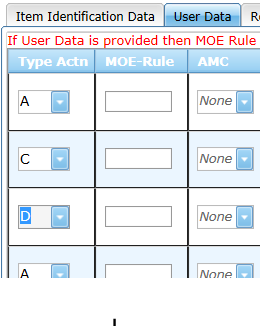 Item Identification Data User Data R
If User Data is provided then MOE Rule
Type Actn MOE-Rule AMC
A None
C None
D None
A None